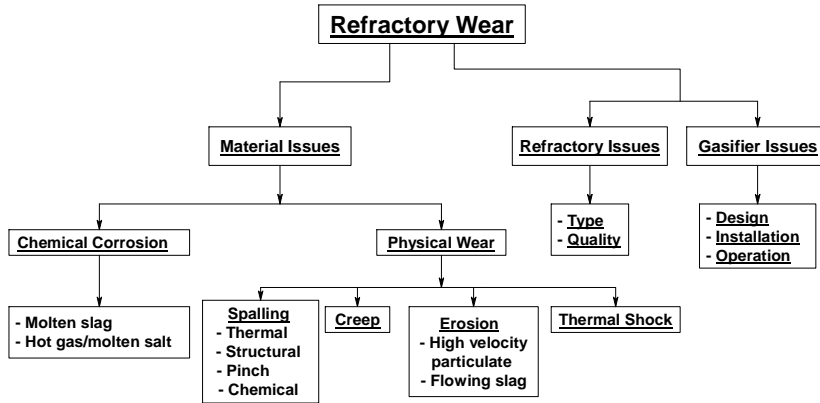 Refractory Wear
Material Issues
Refractory Issues
Gasifier Issues
- Type
- Quality
- Design
- Installation
- Operation
Chemical Corrosion
Physical Wear
- Molten slag
- Hot gas/molten salt
Spalling
- Thermal
- Structural
- Pinch
- Chemical
Creep
Erosion
- High velocity
particulate
- Flowing slag
Thermal Shock